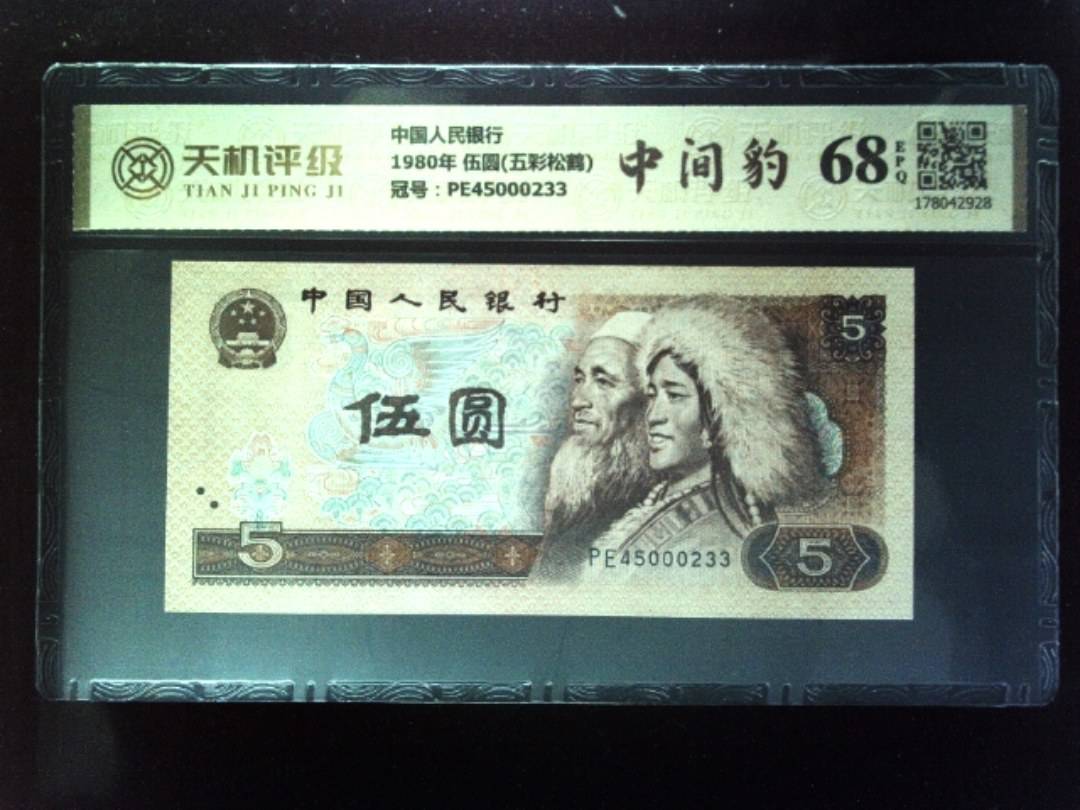 天机评级
TIAN JI PING JI
中国人民银行
1980年 伍圆(五彩松鹤)
冠号：PE45000233
中间豹
68
EPQ
178042928
中国人民银行
5
伍圆
5
PE45000233
5